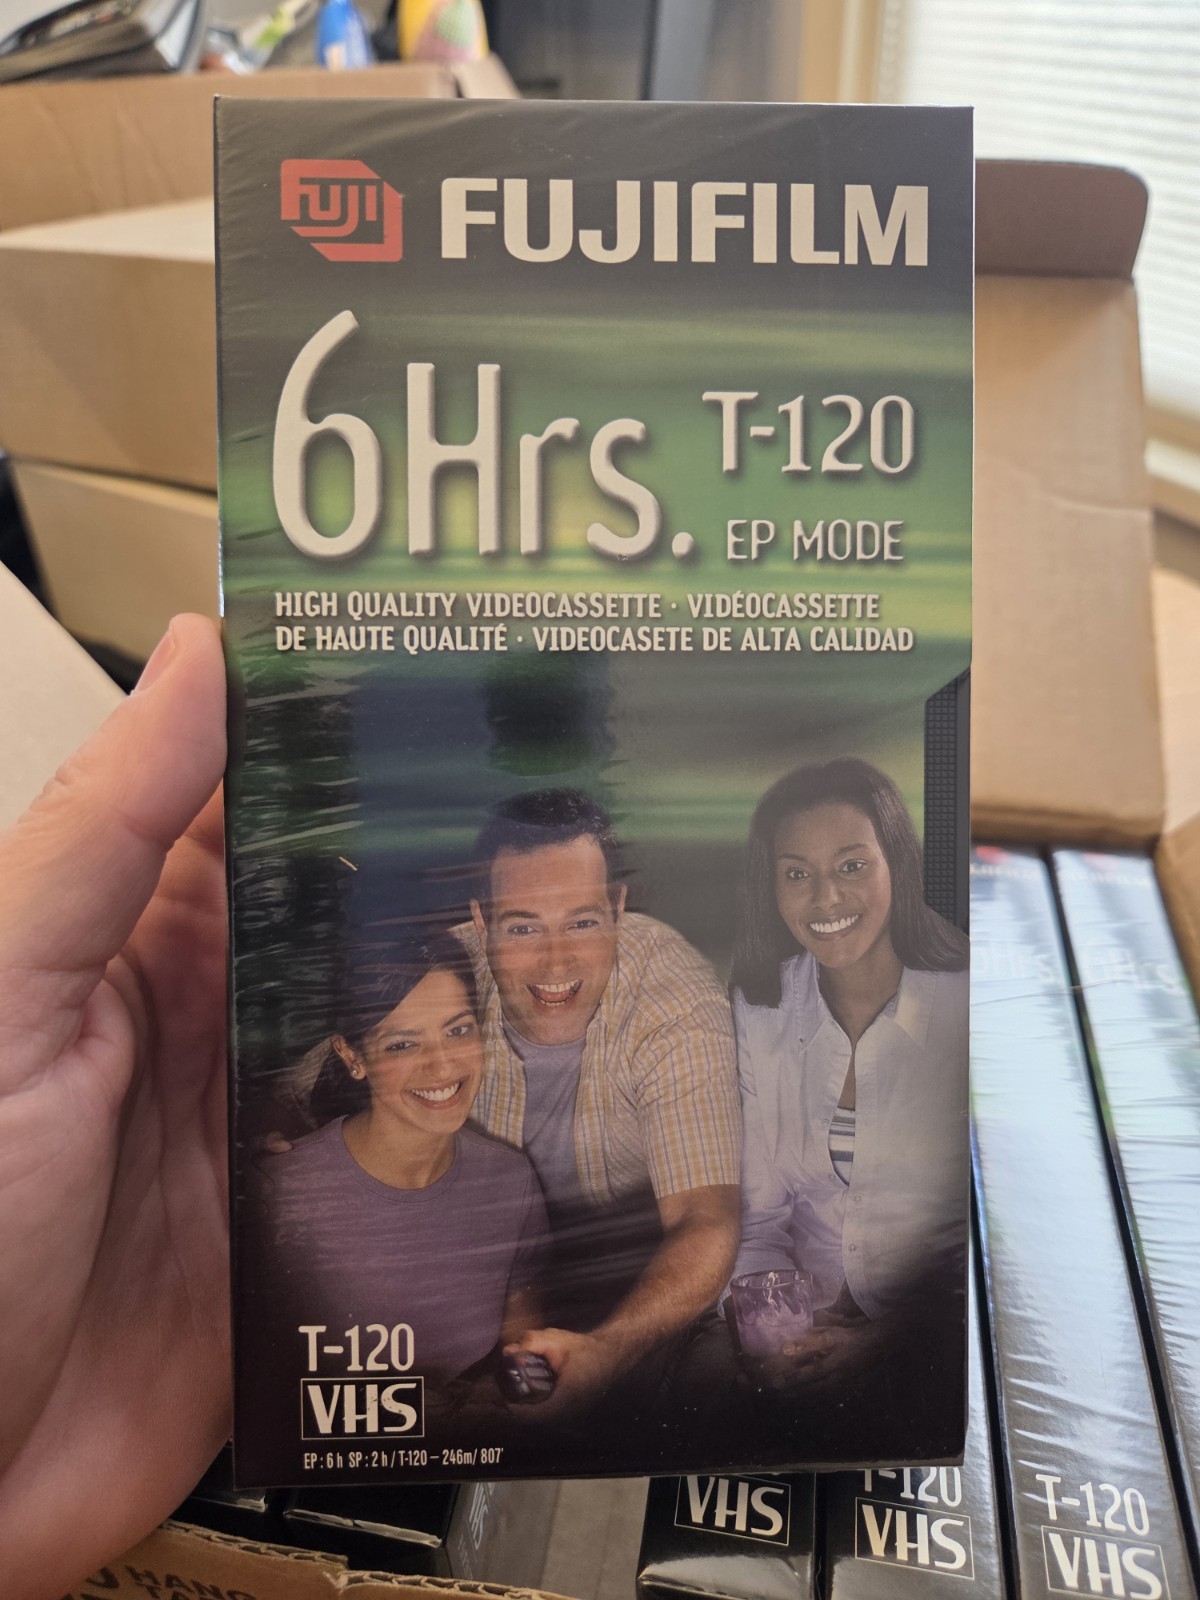 FUJI
FUJIFILM
6Hrs.
T-120
EP MODE
HIGH QUALITY VIDEOCASSETTE · VIDÉOCASSETTE
DE HAUTE QUALITÉ · VIDEOCASETE DE ALTA CALIDAD
T-120
VHS
EP : 6 h SP : 2 h / T-120 – 246m/ 807'
VHS
T-120
VHS
T-120
VHS
HANG